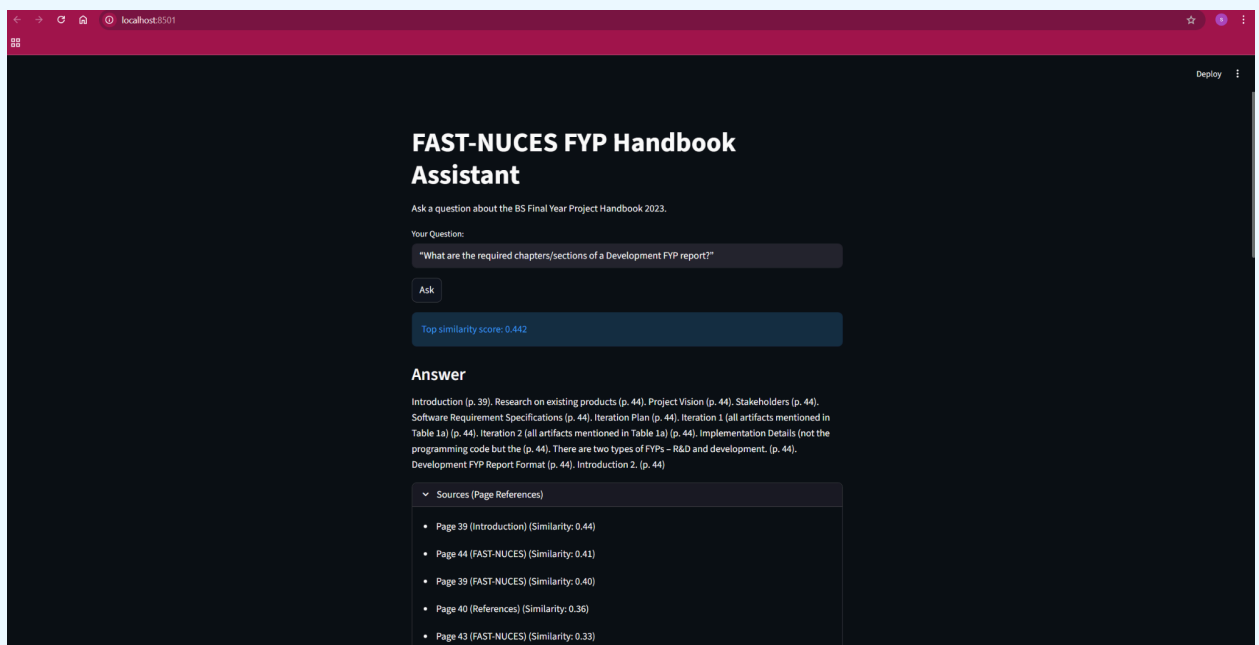 localhost:8501
Deploy
FAST-NUCES FYP Handbook
Assistant
Ask a question about the BS Final Year Project Handbook 2023.
Your Question:
“What are the required chapters/sections of a Development FYP report?”
Ask
Top similarity score: 0.442
Answer
Introduction (p. 39). Research on existing products (p. 44). Project Vision (p. 44). Stakeholders (p. 44).
Software Requirement Specifications (p. 44). Iteration Plan (p. 44). Iteration 1 (all artifacts mentioned in
Table 1a) (p. 44). Iteration 2 (all artifacts mentioned in Table 1a) (p. 44). Implementation Details (not the
programming code but the (p. 44). There are two types of FYPs – R&D and development. (p. 44).
Development FYP Report Format (p. 44). Introduction 2. (p. 44)
Sources (Page References)
• Page 39 (Introduction) (Similarity: 0.44)
• Page 44 (FAST-NUCES) (Similarity: 0.41)
• Page 39 (FAST-NUCES) (Similarity: 0.40)
• Page 40 (References) (Similarity: 0.36)
• Page 43 (FAST-NUCES) (Similarity: 0.33)